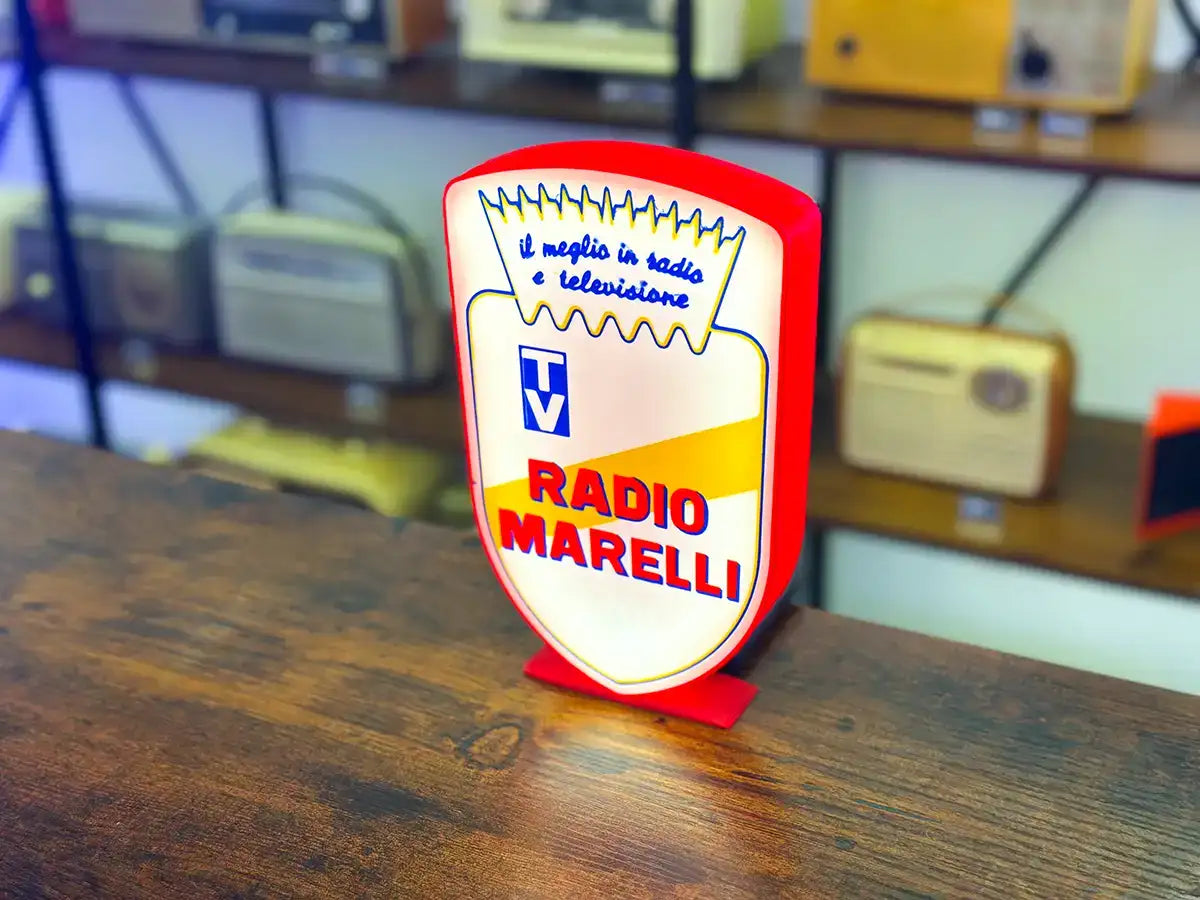 il meglio in radio
e televisione
TV
RADIO
MARELLI